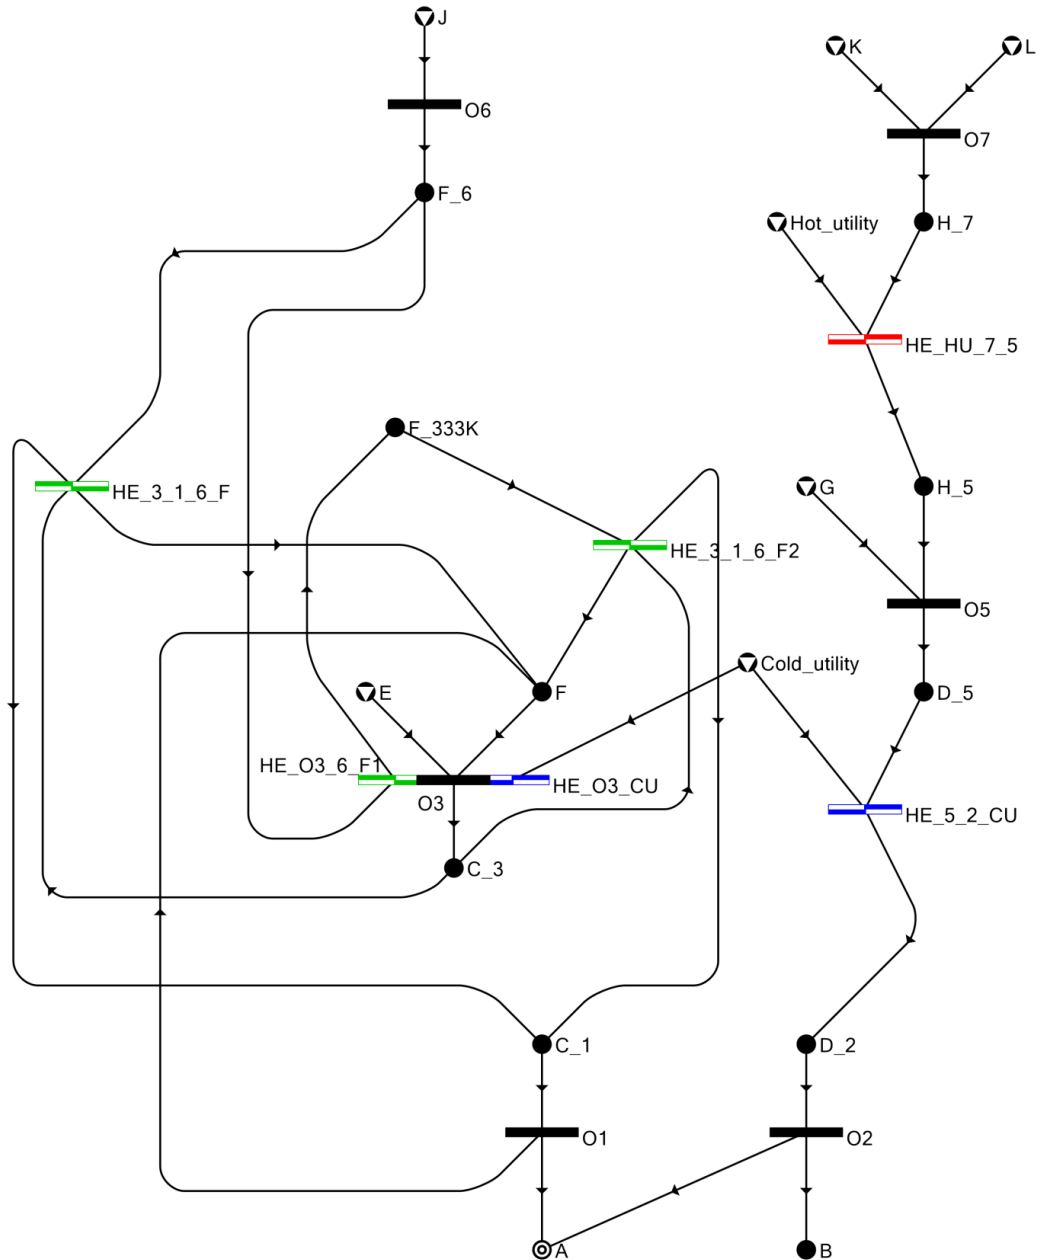 J
K
L
O6
O7
F_6
Hot_utility
H_7
HE_HU_7_5
F_333K
HE_3_1_6_F
G
H_5
HE_3_1_6_F2
O5
Cold_utility
E
F
D_5
HE_O3_6_F1
O3
HE_O3_CU
HE_5_2_CU
C_3
C_1
D_2
O1
O2
A
B